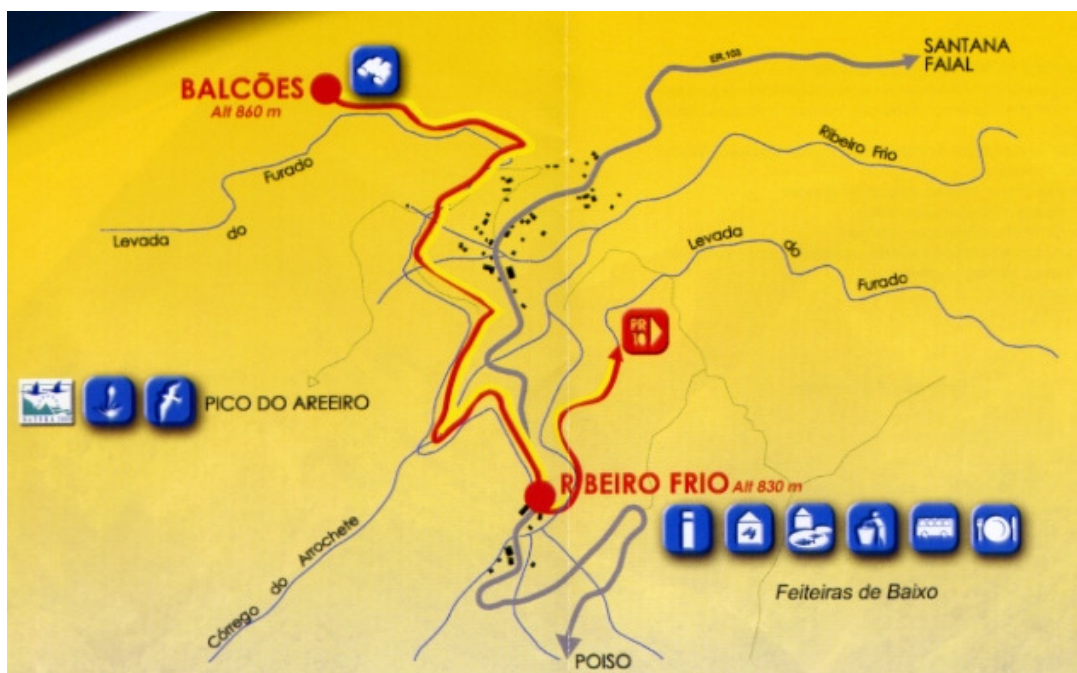 SANTANA
FAIAL
ER.103
BALCÕES
Alt 860 m
Ribeiro Frio
Furado
Levada do
Levada do
Furado
PR
10
PICO DO AREEIRO
RIBEIRO FRIO Alt 830 m
i
Feiteiras de Baixo
Córrego do Arrochete
POISO